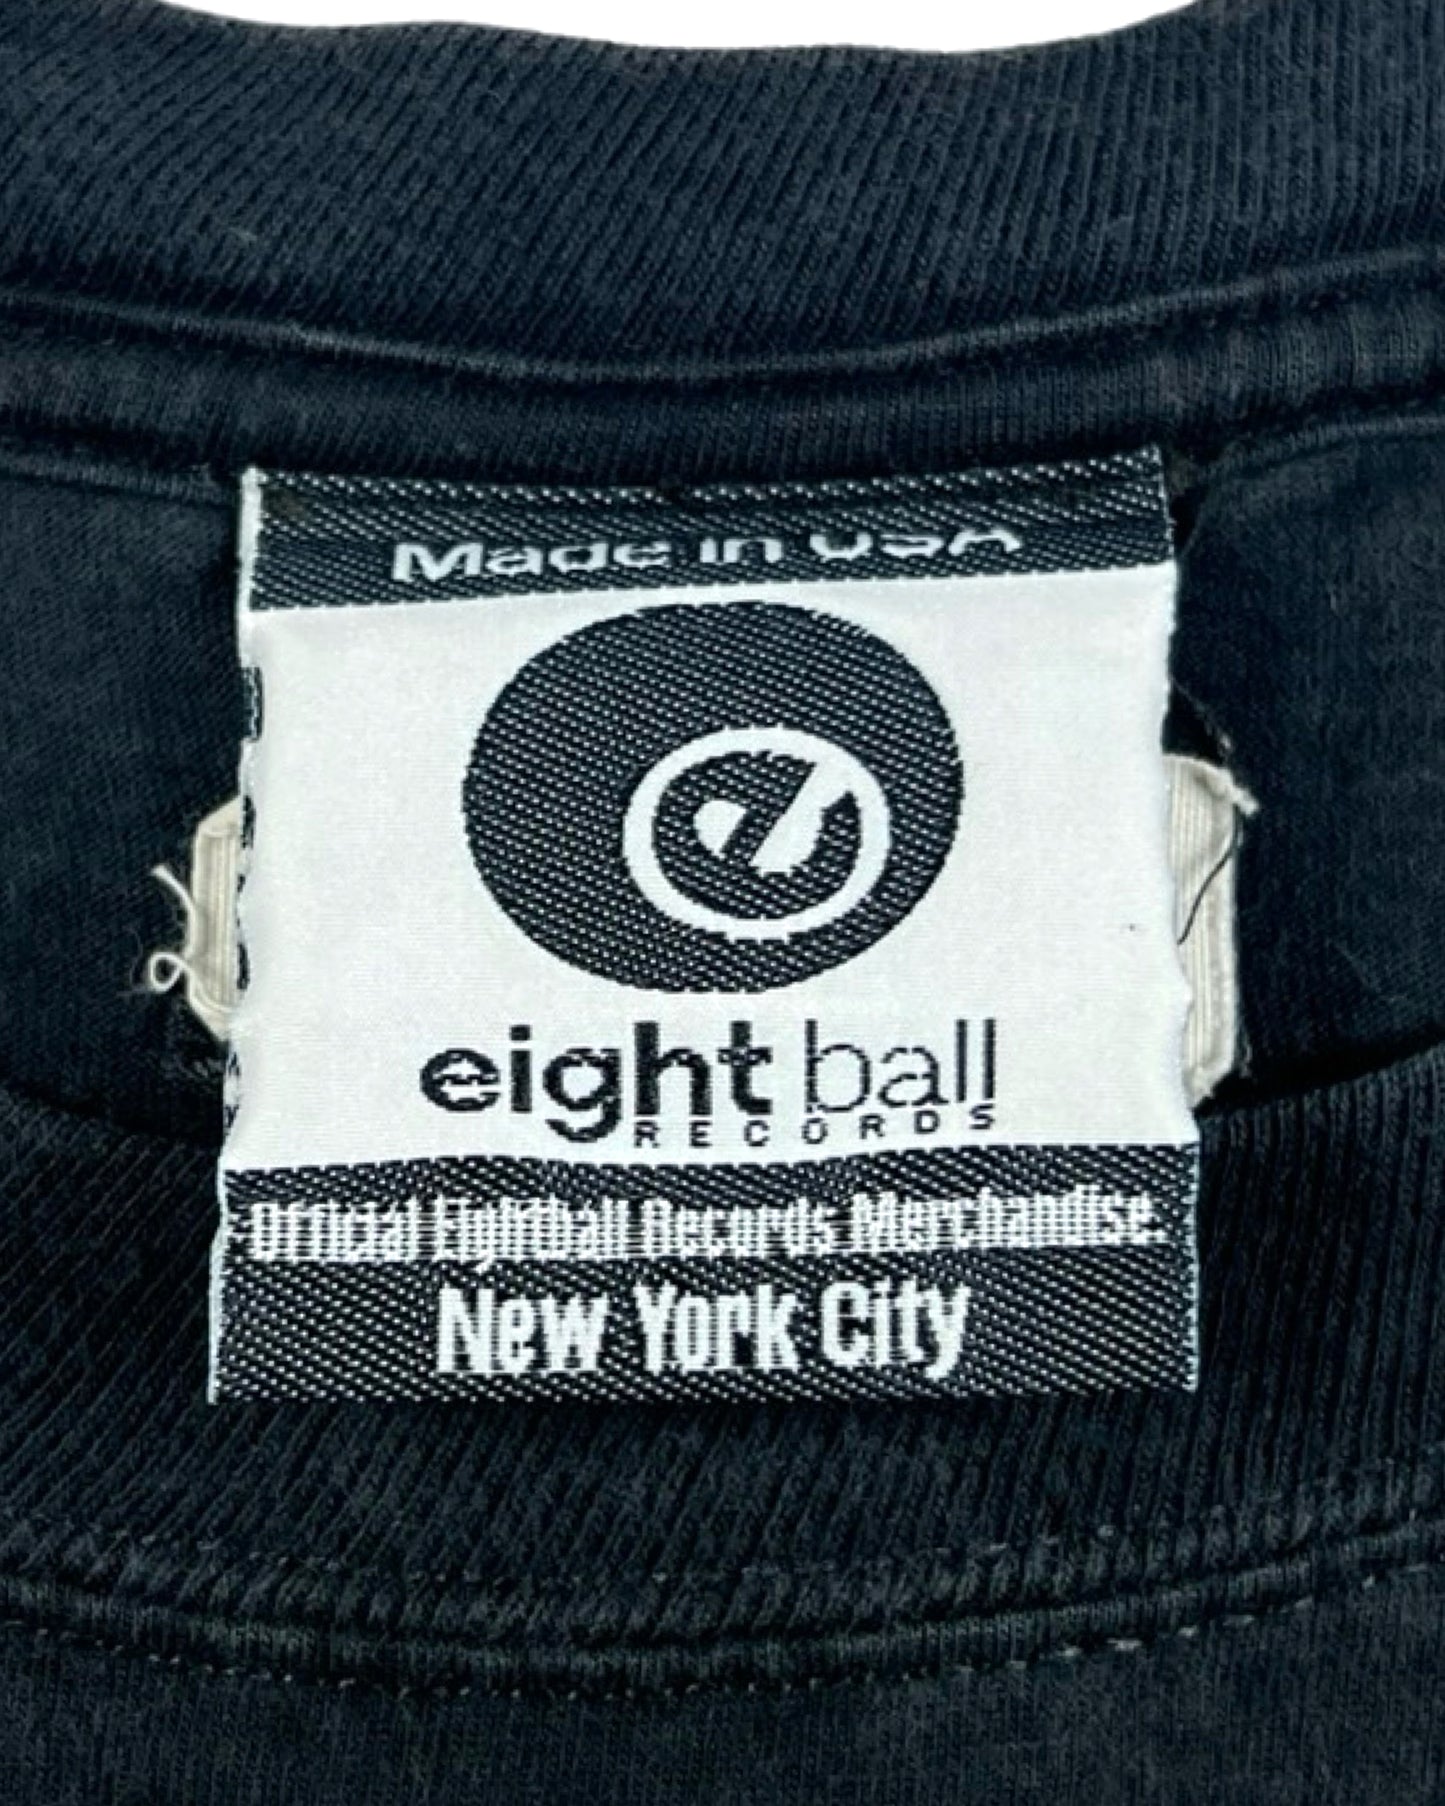 Made in USA
e
eight ball
RECORDS
Official Eightball Records Merchandise.
New York City